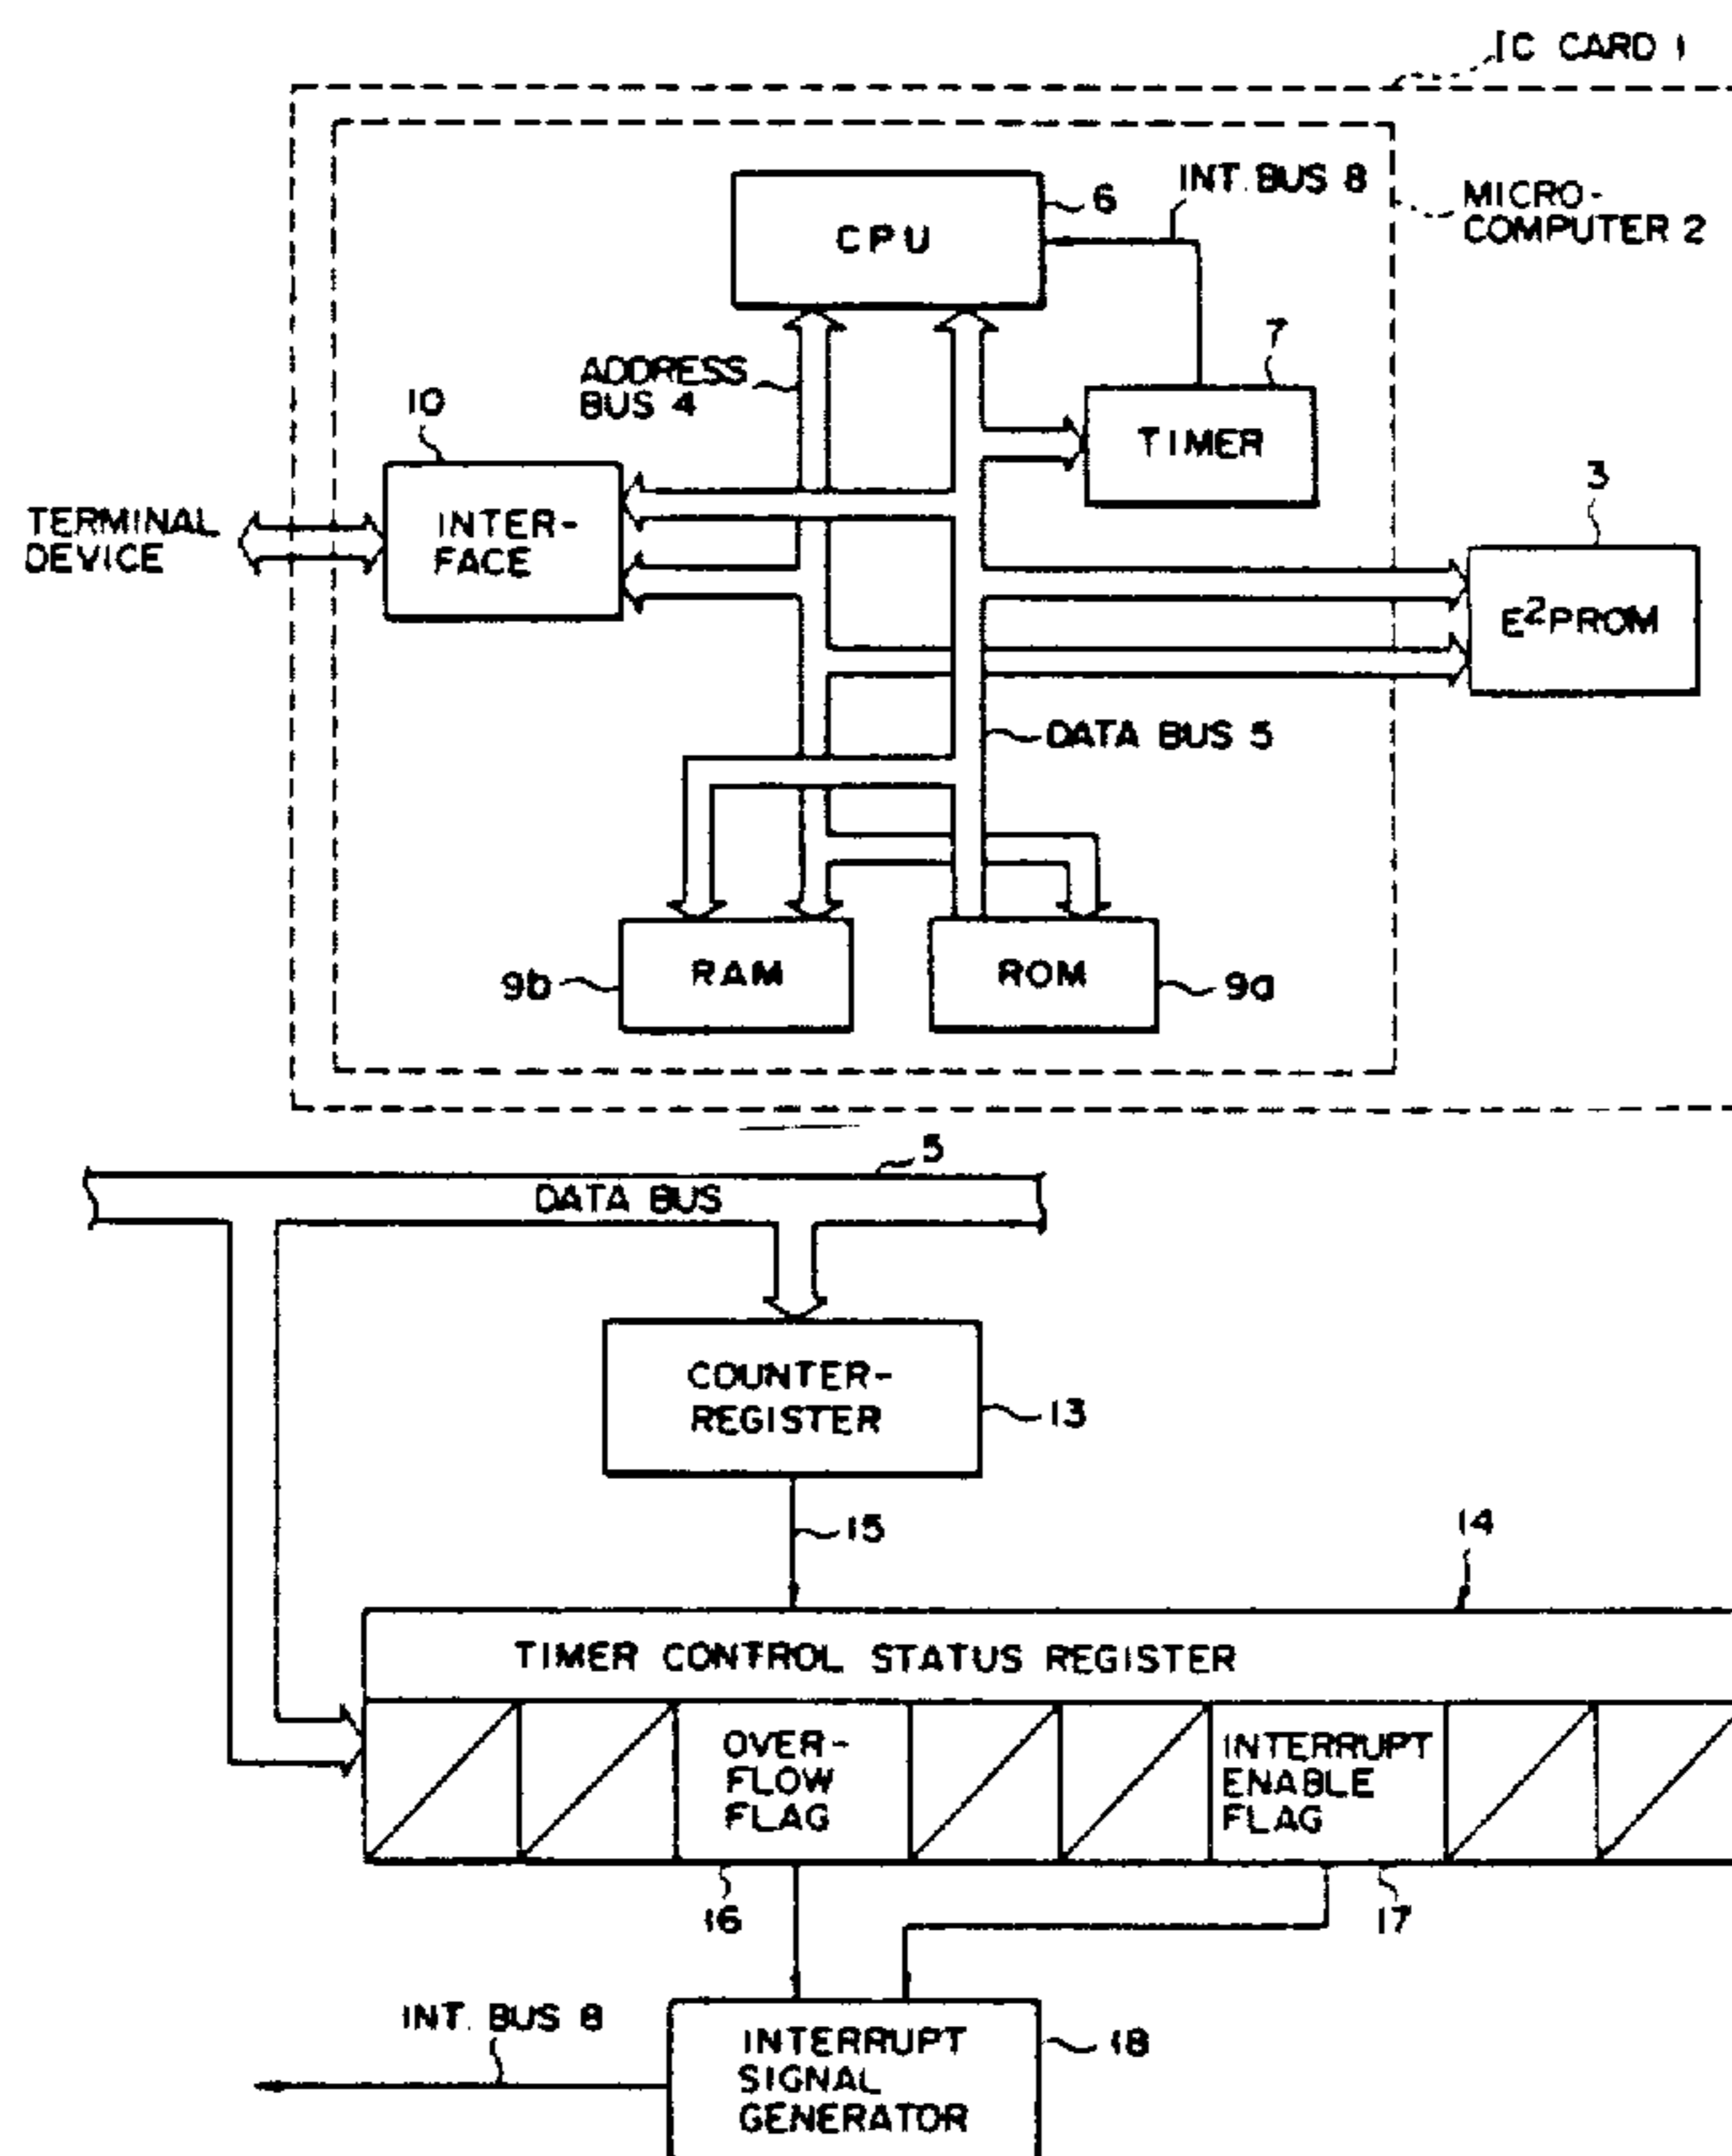 IC CARD 1
INT. BUS 8
MICRO-
COMPUTER 2
6
CPU
7
ADDRESS
BUS 4
10
TIMER
3
TERMINAL
DEVICE
INTER-
FACE
E²PROM
DATA BUS 5
RAM
ROM
9b
9a
5
DATA BUS
COUNTER-
REGISTER
13
15
14
TIMER CONTROL STATUS REGISTER
OVER-
FLOW
FLAG
INTERRUPT
ENABLE
FLAG
16
17
INT. BUS 8
INTERRUPT
SIGNAL
GENERATOR
18